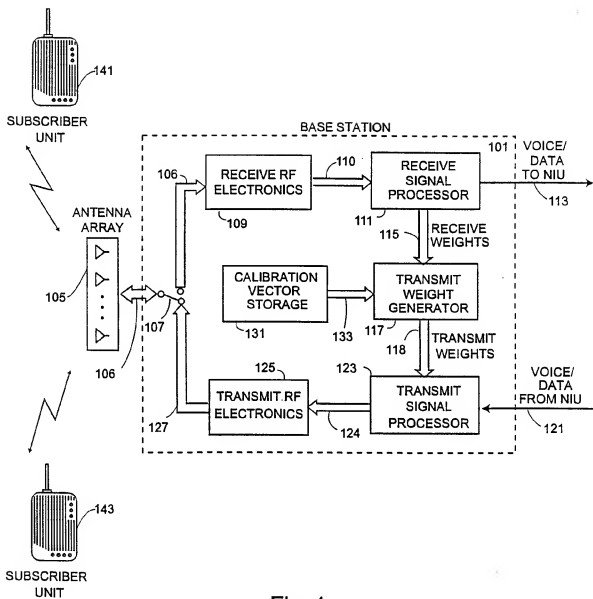 141
SUBSCRIBER
UNIT
BASE STATION
101
VOICE/
DATA
TO NIU
113
106
RECEIVE RF
ELECTRONICS
109
110
RECEIVE
SIGNAL
PROCESSOR
111
115
RECEIVE
WEIGHTS
ANTENNA
ARRAY
105
106
107
CALIBRATION
VECTOR
STORAGE
131
133
TRANSMIT
WEIGHT
GENERATOR
117
118
TRANSMIT
WEIGHTS
125
TRANSMIT RF
ELECTRONICS
127
124
123
TRANSMIT
SIGNAL
PROCESSOR
VOICE/
DATA
FROM NIU
121
143
SUBSCRIBER
UNIT